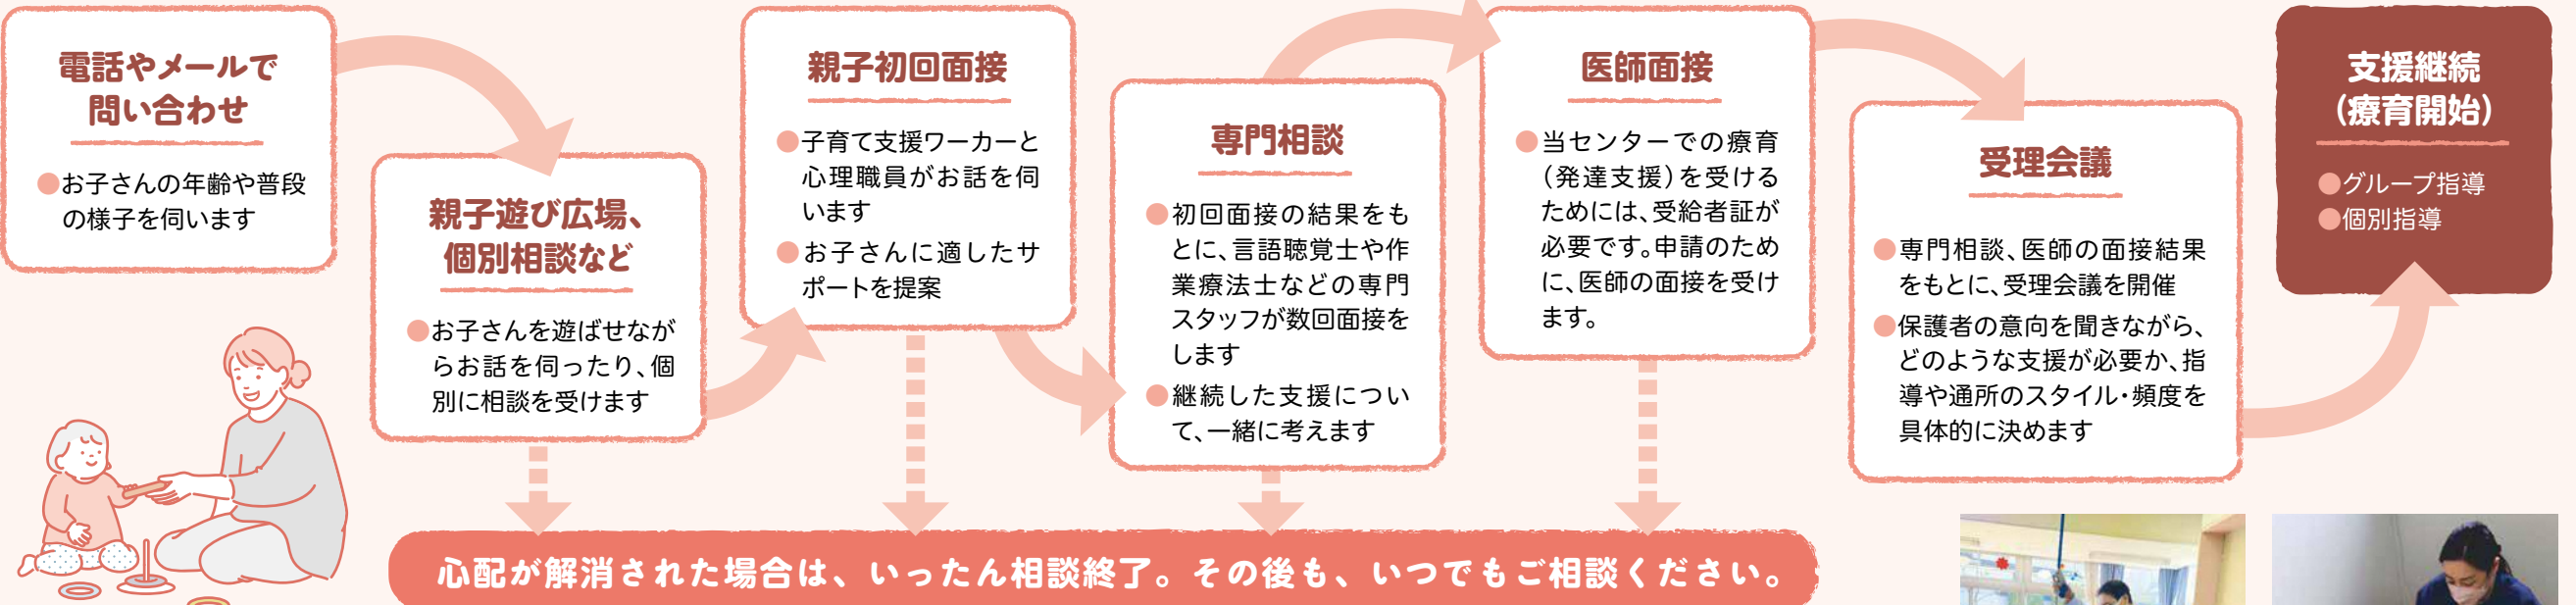 電話やメールで
問い合わせ
●お子さんの年齢や普段
の様子を伺います
親子遊び広場、
個別相談など
●お子さんを遊ばせなが
らお話を伺ったり、個
別に相談を受けます
親子初回面接
●子育て支援ワーカーと
心理職員がお話を伺
います
●お子さんに適したサ
ポートを提案
専門相談
●初回面接の結果をも
とに、言語聴覚士や作
業療法士などの専門
スタッフが数回面接を
します
●継続した支援につい
て、一緒に考えます
医師面接
●当センターでの療育
（発達支援）を受ける
ためには、受給者証が
必要です。申請のため
に、医師の面接を受け
ます。
受理会議
●専門相談、医師の面接結果
をもとに、受理会議を開催
●保護者の意向を聞きながら、
どのような支援が必要か、指
導や通所のスタイル・頻度を
具体的に決めます
支援継続
（療育開始）
●グループ指導
●個別指導
心配が解消された場合は、いったん相談終了。その後も、いつでもご相談ください。